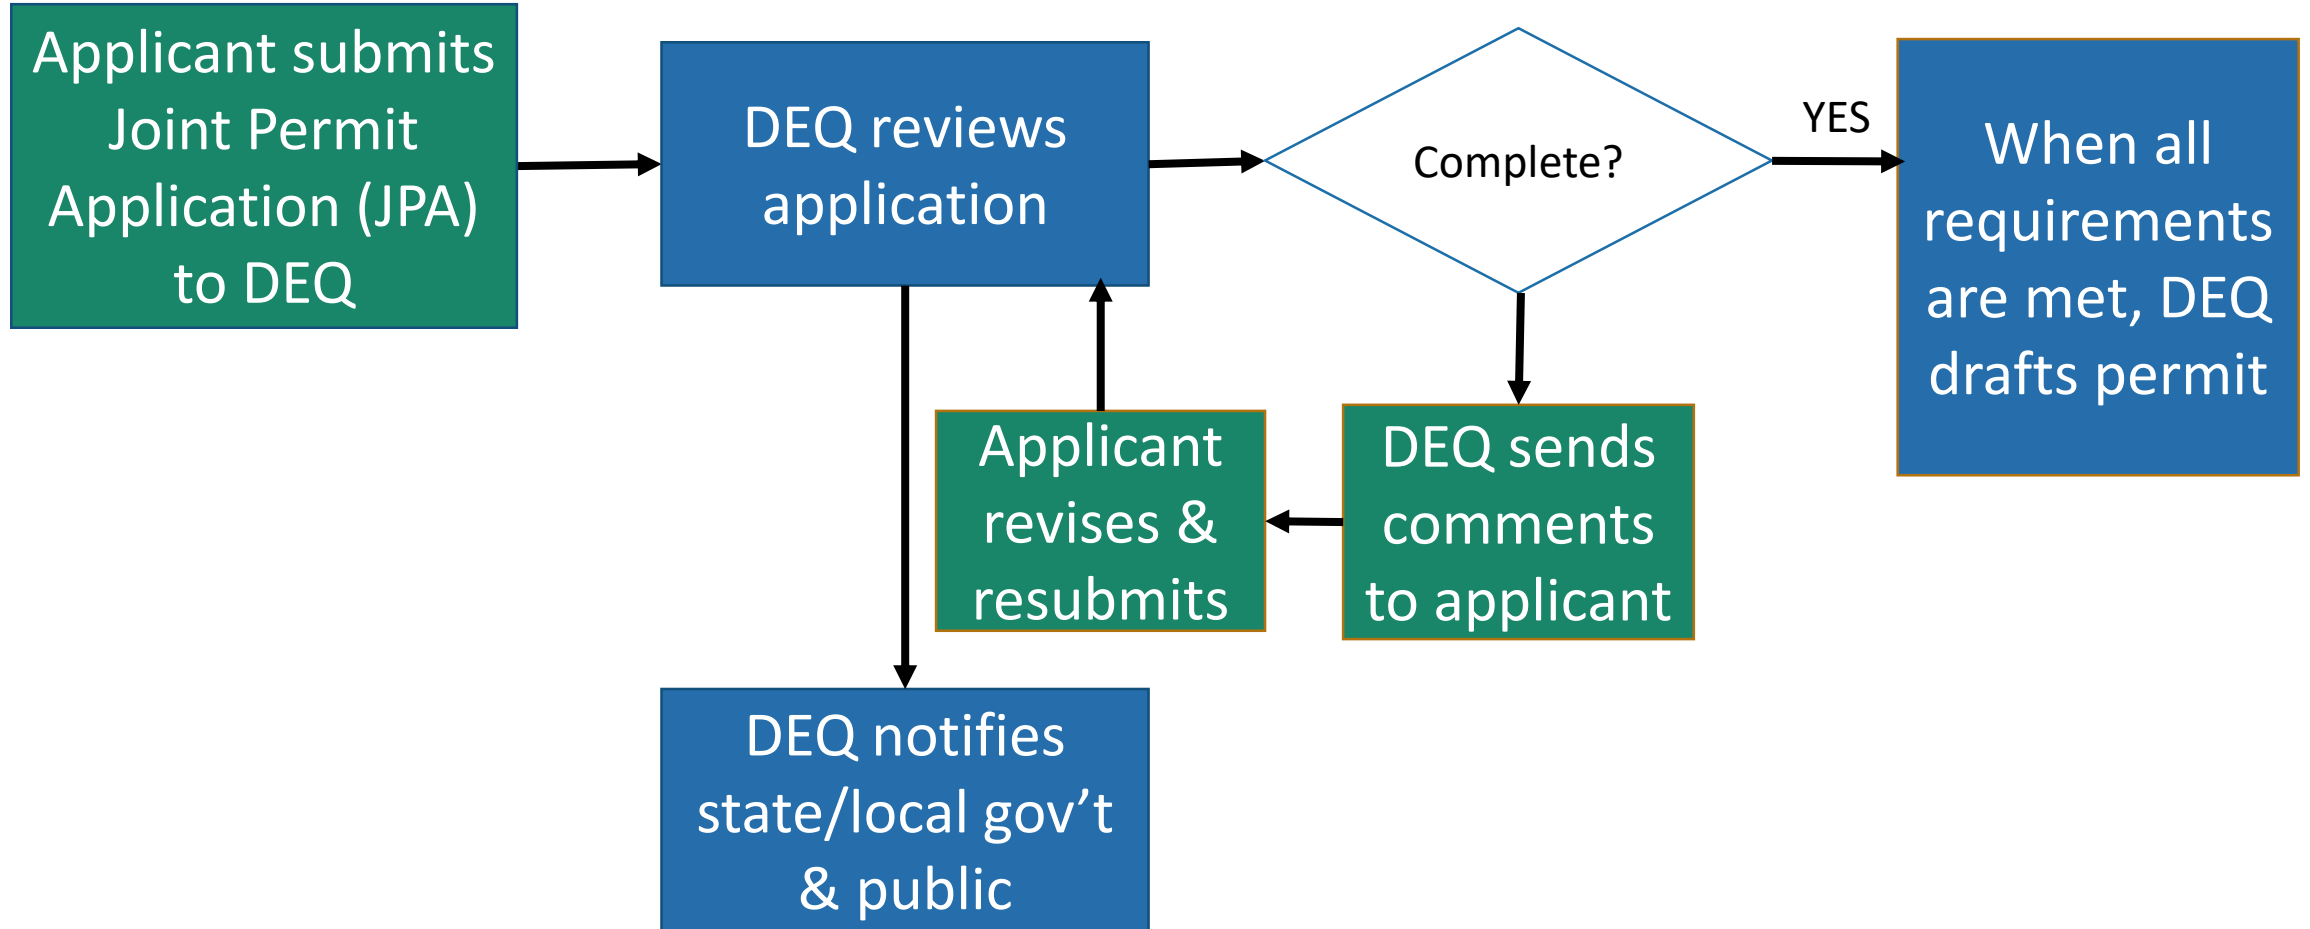 Applicant submits
Joint Permit
Application (JPA)
to DEQ
DEQ reviews
application
Complete?
YES
When all
requirements
are met, DEQ
drafts permit
Applicant
revises &
resubmits
DEQ sends
comments
to applicant
DEQ notifies
state/local gov’t
& public